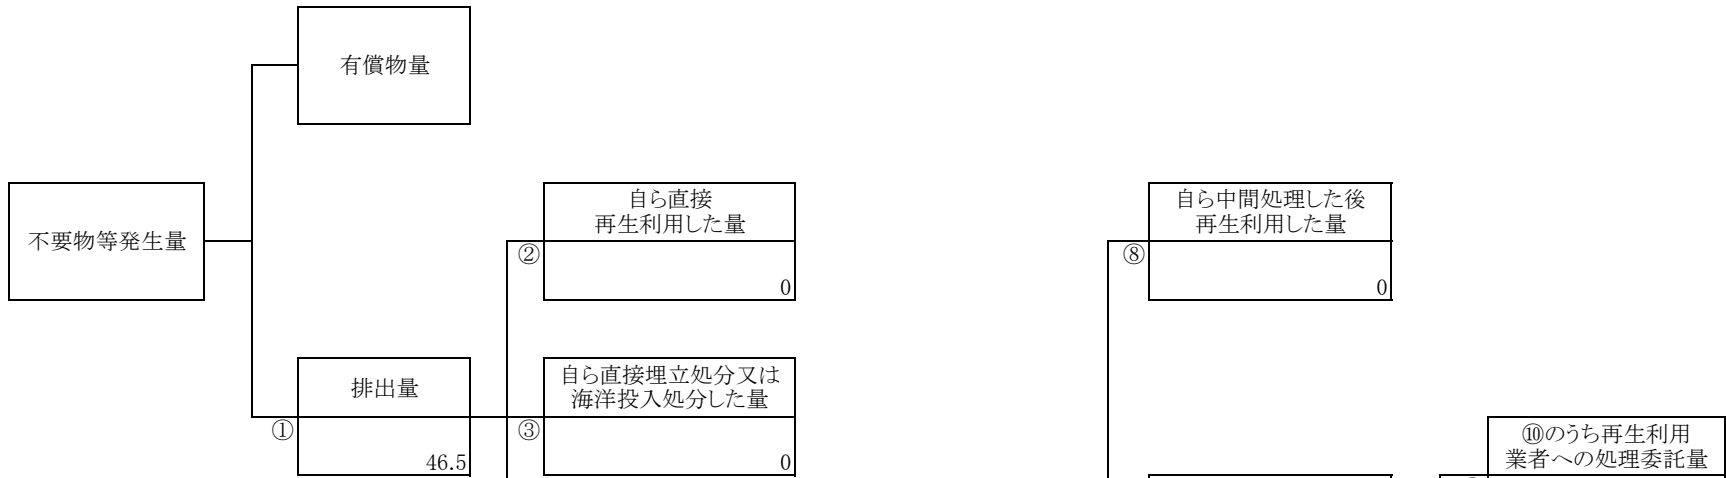 有償物量
不要物等発生量
自ら直接
再生利用した量
②
0
自ら中間処理した後
再生利用した量
⑧
0
排出量
①
46.5
自ら直接埋立処分又は
海洋投入処分した量
③
0
⑩のうち再生利用
業者への処理委託量